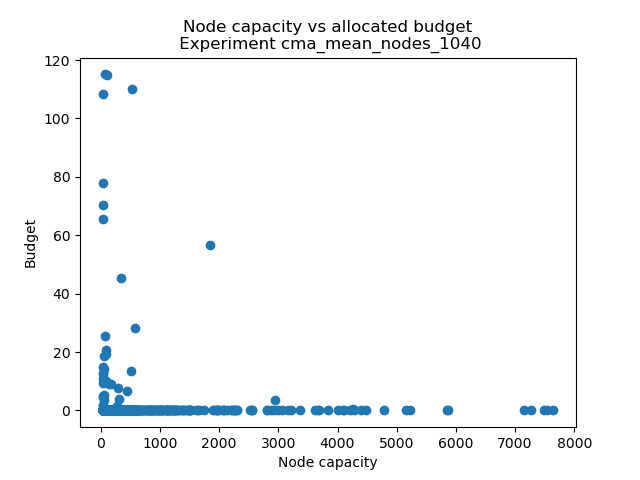 Node capacity vs allocated budget
Experiment cma_mean_nodes_1040
120
100
80
60
40
20
0
Budget
0 1000 2000 3000 4000 5000 6000 7000 8000
Node capacity